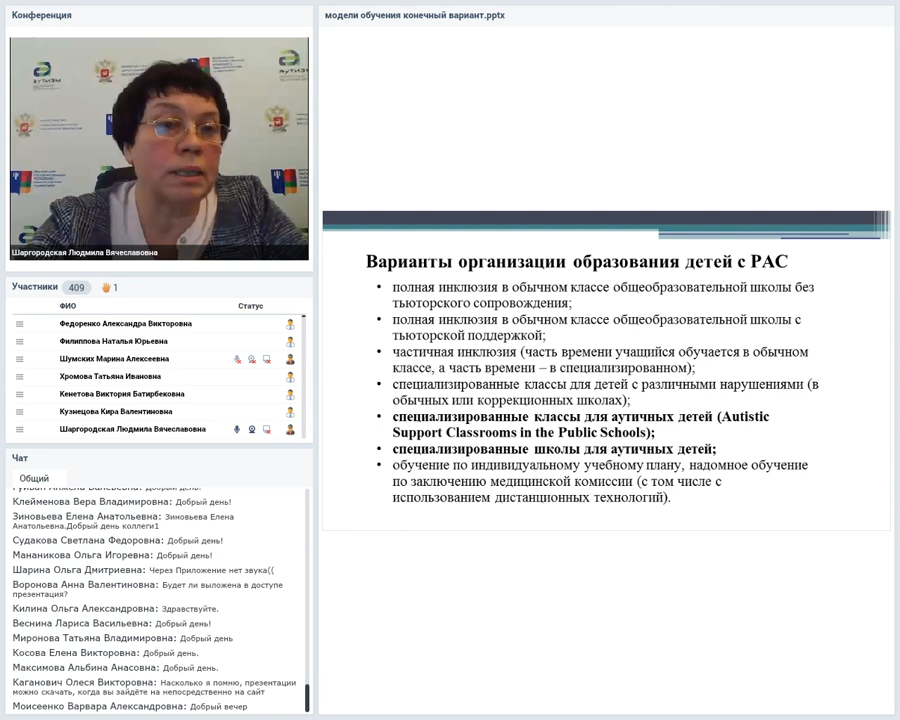 Конференция
аутизм
аутизм
Шаргородская Людмила Вячеславовна
Участники 409 1
ФИО Статус
Федоренко Александра Викторовна
Филиппова Наталья Юрьевна
Шумских Марина Алексеевна
Хромова Татьяна Ивановна
Кенетова Виктория Батирбековна
Кузнецова Кира Валентиновна
Шаргородская Людмила Вячеславовна
Чат
Общий
Клейменова Вера Владимировна: Добрый день!
Зиновьева Елена Анатольевна: Зиновьева Елена
Анатольевна.Добрый день коллеги1
Судакова Светлана Федоровна: Добрый день!
Мананикова Ольга Игоревна: Добрый день!
Шарина Ольга Дмитриевна: Через Приложение нет звука((
Воронова Анна Валентиновна: Будет ли выложена в доступе
презентация?
Килина Ольга Александровна: Здравствуйте.
Веснина Лариса Васильевна: Добрый день!
Миронова Татьяна Владимировна: Добрый день
Косова Елена Викторовна: Добрый день.
Максимова Альбина Анасовна: Добрый день.
Каганович Олеся Викторовна: Насколько я помню, презентации
можно скачать, когда вы зайдёте на непосредственно на сайт
Моисеенко Варвара Александровна: Добрый вечер
модели обучения конечный вариант.pptx
Варианты организации образования детей с РАС
• полная инклюзия в обычном классе общеобразовательной школы без
тьюторского сопровождения;
• полная инклюзия в обычном классе общеобразовательной школы с
тьюторской поддержкой;
• частичная инклюзия (часть времени учащийся обучается в обычном
классе, а часть времени – в специализированном);
• специализированные классы для детей с различными нарушениями (в
обычных или коррекционных школах);
• специализированные классы для аутичных детей (Autistic
Support Classrooms in the Public Schools);
• специализированные школы для аутичных детей;
• обучение по индивидуальному учебному плану, надомное обучение
по заключению медицинской комиссии (с том числе с
использованием дистанционных технологий).